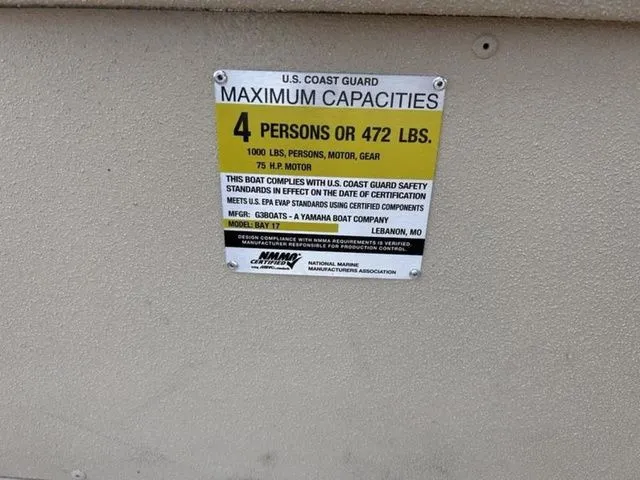 U.S. COAST GUARD
MAXIMUM CAPACITIES
4 PERSONS OR 472 LBS.
1000 LBS, PERSONS, MOTOR, GEAR
75 H.P. MOTOR
THIS BOAT COMPLIES WITH U.S. COAST GUARD SAFETY
STANDARDS IN EFFECT ON THE DATE OF CERTIFICATION
MEETS U.S. EPA EVAP STANDARDS USING CERTIFIED COMPONENTS
MFGR: G3BOATS - A YAMAHA BOAT COMPANY
MODEL: BAY 17 LEBANON, MO
DESIGN COMPLIANCE WITH NMMA REQUIREMENTS IS VERIFIED.
MANUFACTURER RESPONSIBLE FOR PRODUCTION CONTROL.
NMMA
CERTIFIED
NATIONAL MARINE
MANUFACTURERS ASSOCIATION